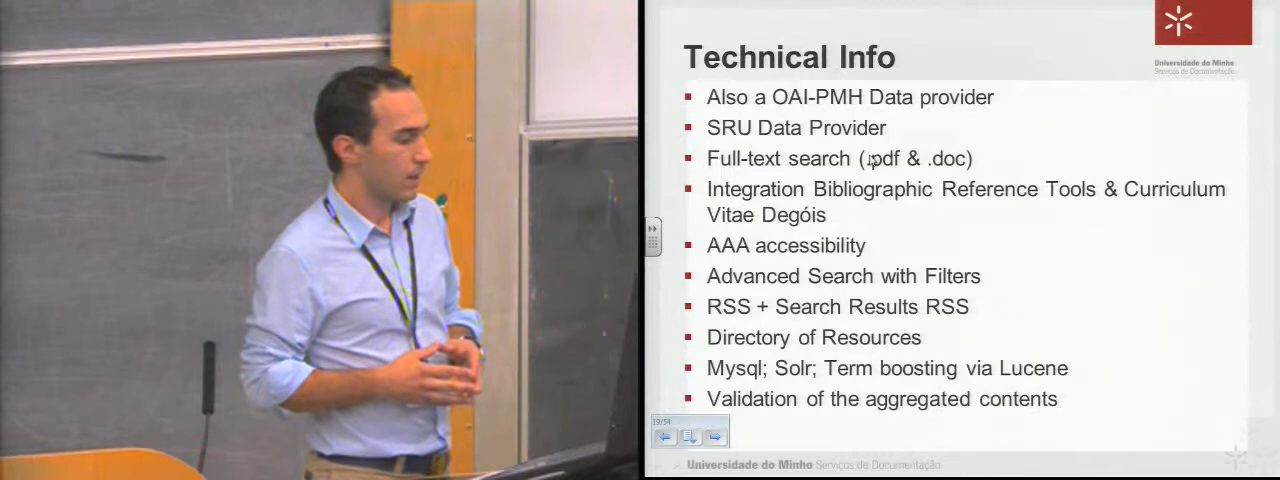 Technical Info
Universidade do Minho
Serviços de Documentação
Also a OAI-PMH Data provider
SRU Data Provider
Full-text search (.pdf & .doc)
Integration Bibliographic Reference Tools & Curriculum
Vitae Degóis
AAA accessibility
Advanced Search with Filters
RSS + Search Results RSS
Directory of Resources
Mysql; Solr; Term boosting via Lucene
Validation of the aggregated contents
19/54
Universidade do Minho Serviços de Documentação